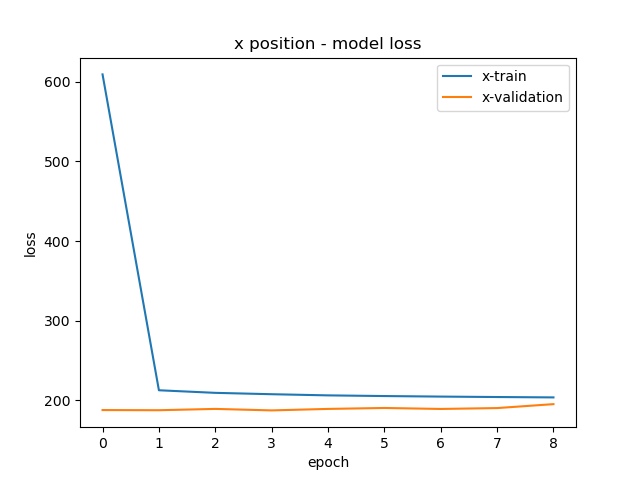 x position - model loss
x-train
x-validation
600
500
400
300
200
loss
0 1 2 3 4 5 6 7 8
epoch